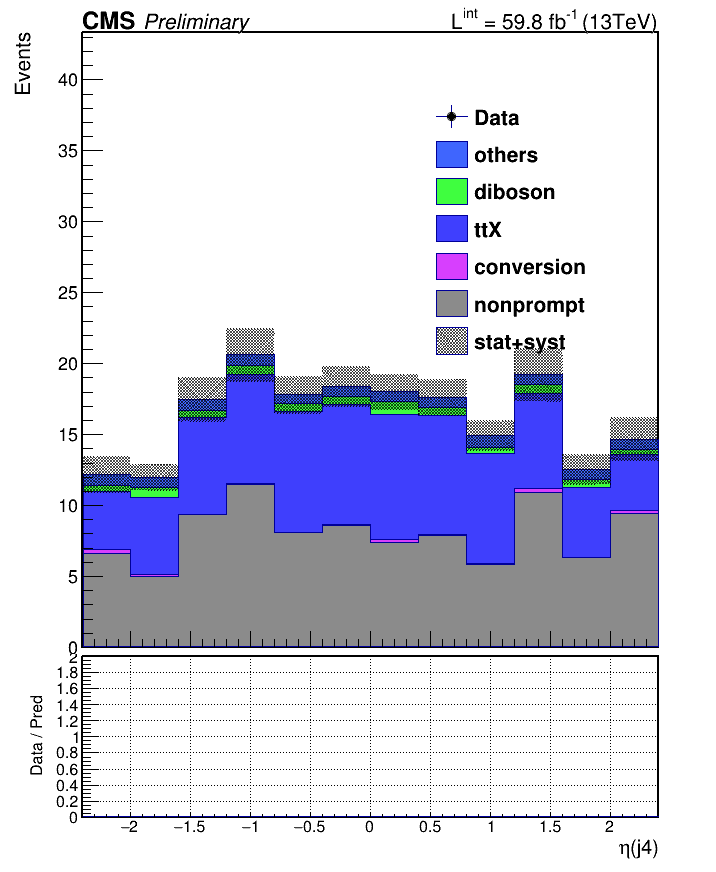 CMS Preliminary L^int = 59.8 fb^-1 (13TeV)
Events
40
35
30
25
20
15
10
5
0
Data
others
diboson
ttX
conversion
nonprompt
stat+syst
Data / Pred
2
1.8
1.6
1.4
1.2
1
0.8
0.6
0.4
0.2
0
−2 −1.5 −1 −0.5 0 0.5 1 1.5 2
η(j4)